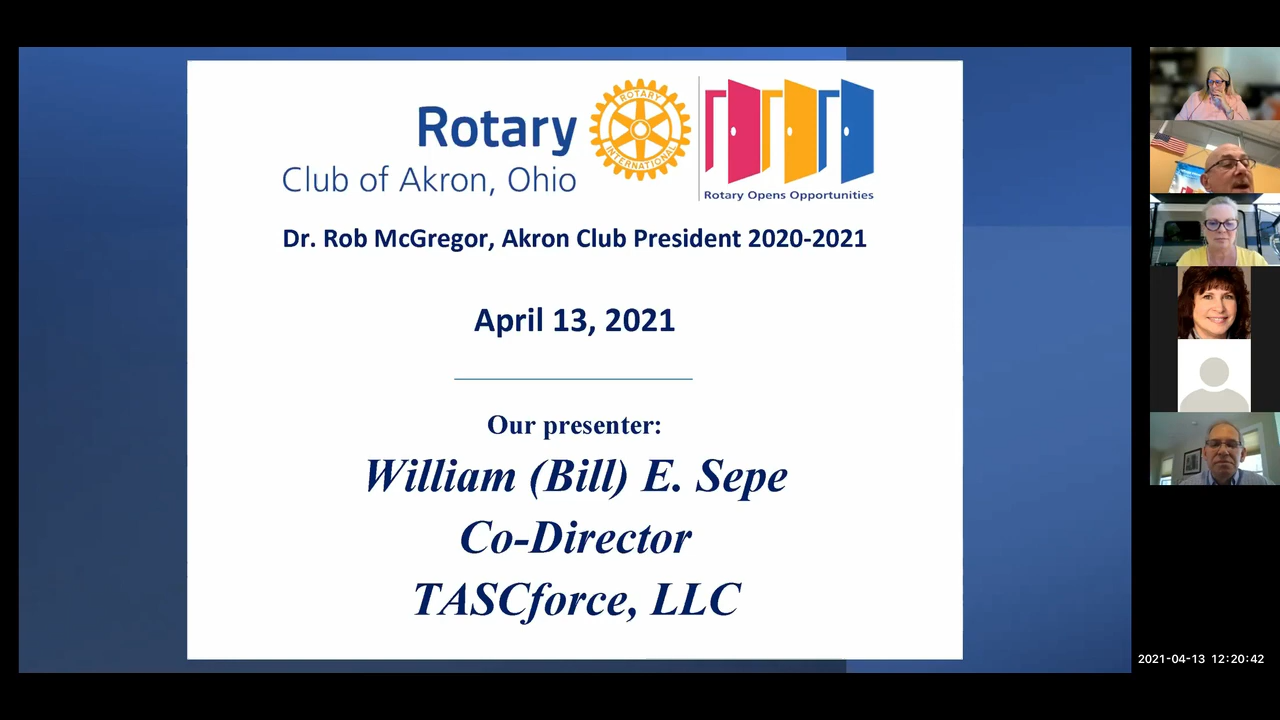 Rotary
Club of Akron, Ohio
ROTARY
INTERNATIONAL
Rotary Opens Opportunities
Dr. Rob McGregor, Akron Club President 2020-2021
April 13, 2021
Our presenter:
William (Bill) E. Sepe
Co-Director
TASCforce, LLC
2021-04-13 12:20:42